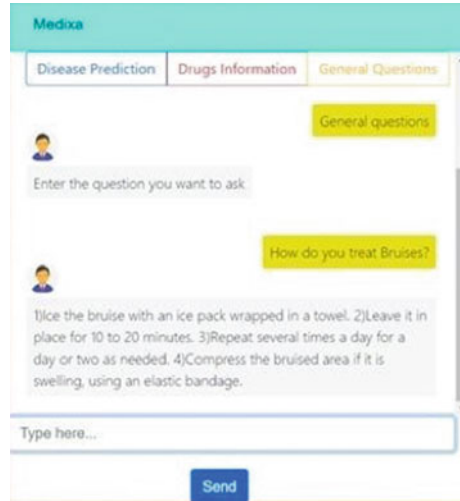 Medixa
Disease Prediction Drugs Information General Questions
General questions
Enter the question you want to ask
How do you treat Bruises?
1)Ice the bruise with an ice pack wrapped in a towel. 2)Leave it in
place for 10 to 20 minutes. 3)Repeat several times a day for a
day or two as needed. 4)Compress the bruised area if it is
swelling, using an elastic bandage.
Type here...
Send